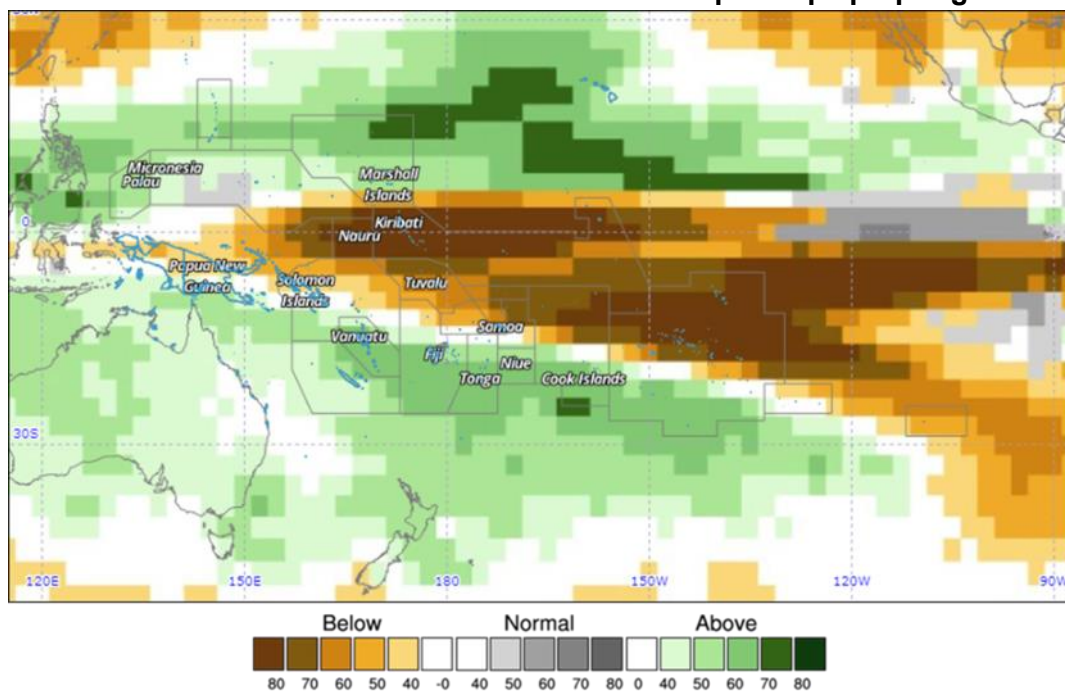 Micronesia
Palau
Marshall
Islands
0
Kiribati
Nauru
Papua New
Guinea
Solomon
Islands
Tuvalu
Samoa
Vanuatu
Fiji
Niue
Tonga
Cook Islands
30S
120E 150E 180 150W 120W 90W
Below Normal Above
80 70 60 50 40 -0 40 50 60 70 80 0 40 50 60 70 80